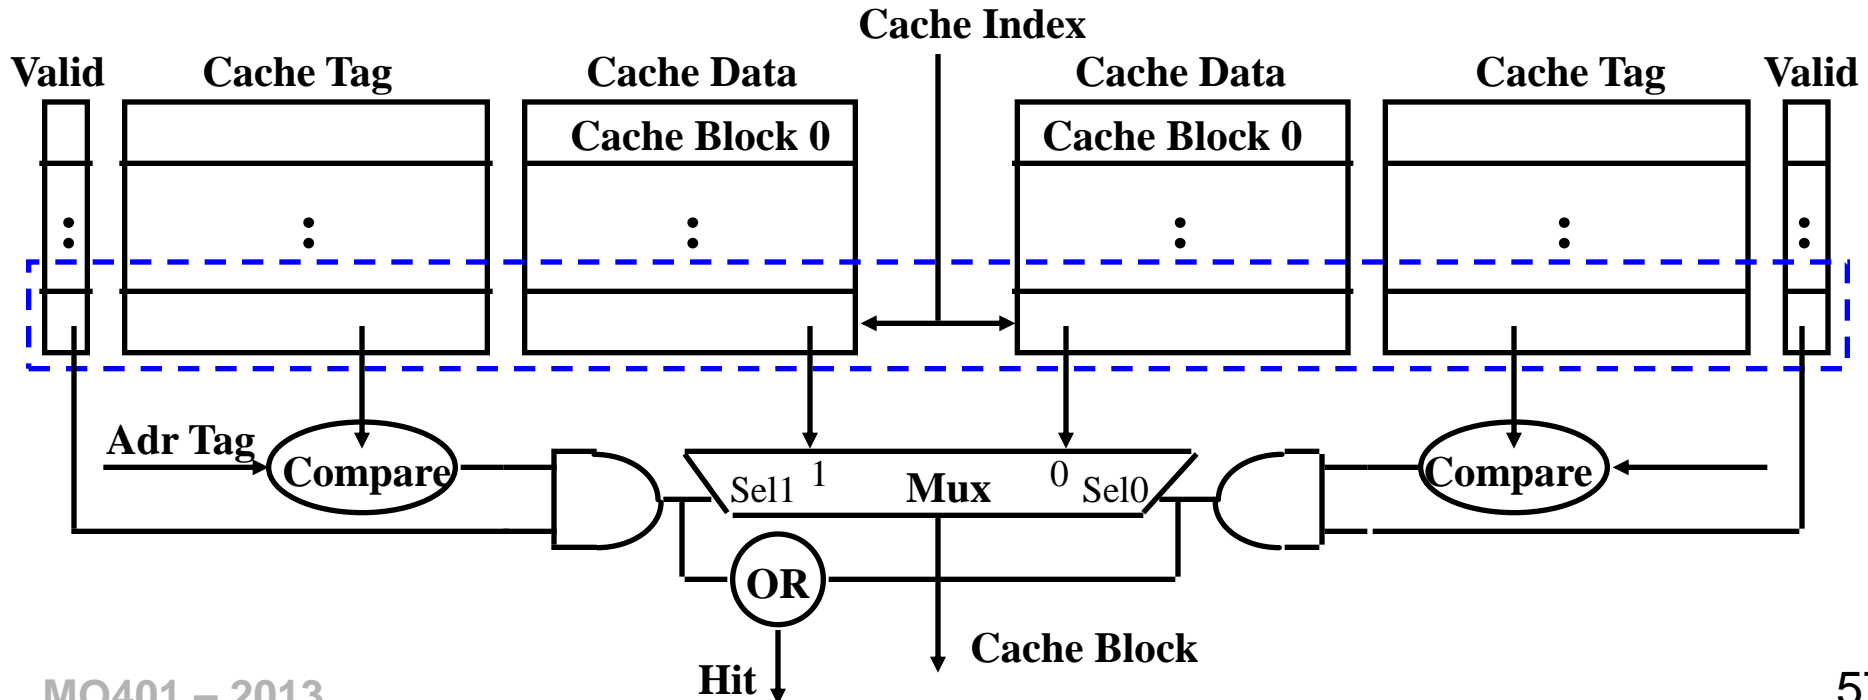 Cache Index
Valid Cache Tag Cache Data Cache Data Cache Tag Valid
Cache Block 0 Cache Block 0
Adr Tag
Compare Sel1 1 Mux 0 Sel0 Compare
OR
Cache Block
Hit
MO401 – 2013